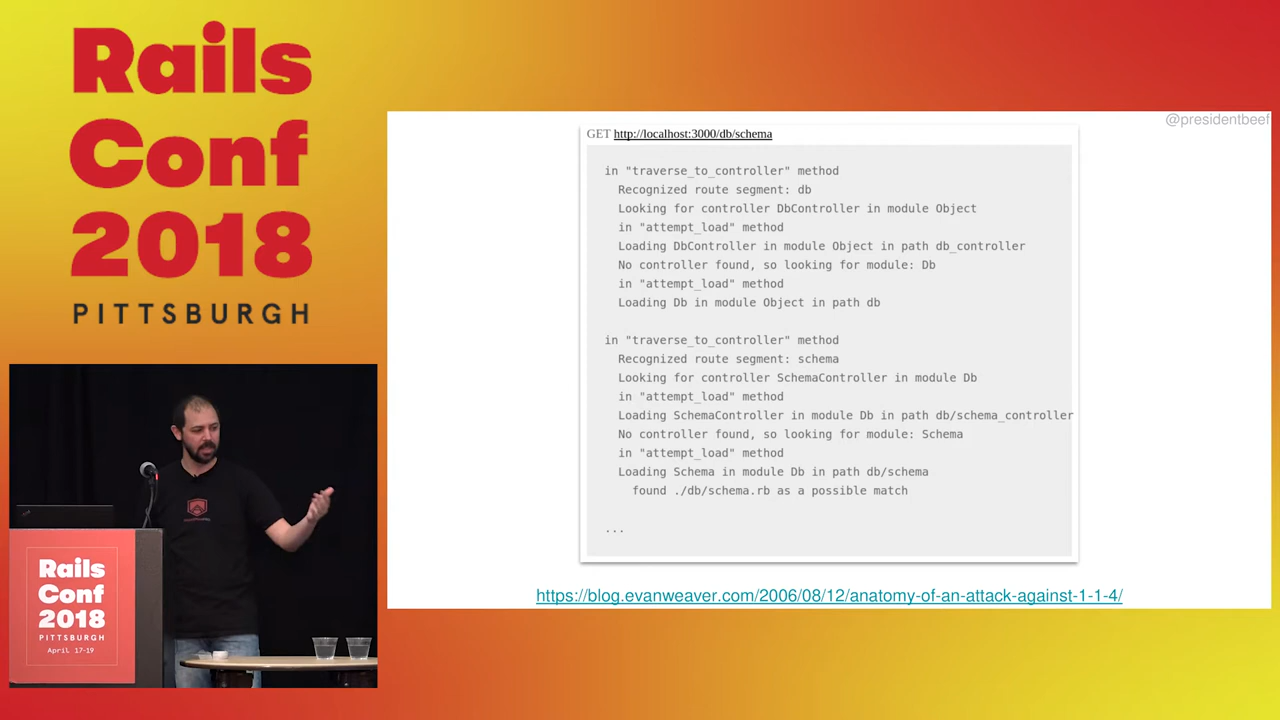 Rails
Conf
2018
PITTSBURGH
@presidentbeef
GET http://localhost:3000/db/schema
in "traverse_to_controller" method
Recognized route segment: db
Looking for controller DbController in module Object
in "attempt_load" method
Loading DbController in module Object in path db_controller
No controller found, so looking for module: Db
in "attempt_load" method
Loading Db in module Object in path db
in "traverse_to_controller" method
Recognized route segment: schema
Looking for controller SchemaController in module Db
in "attempt_load" method
Loading SchemaController in module Db in path db/schema_controller
No controller found, so looking for module: Schema
in "attempt_load" method
Loading Schema in module Db in path db/schema
found ./db/schema.rb as a possible match
...
https://blog.evanweaver.com/2006/08/12/anatomy-of-an-attack-against-1-1-4/
Rails
Conf
2018
PITTSBURGH
April 17-19